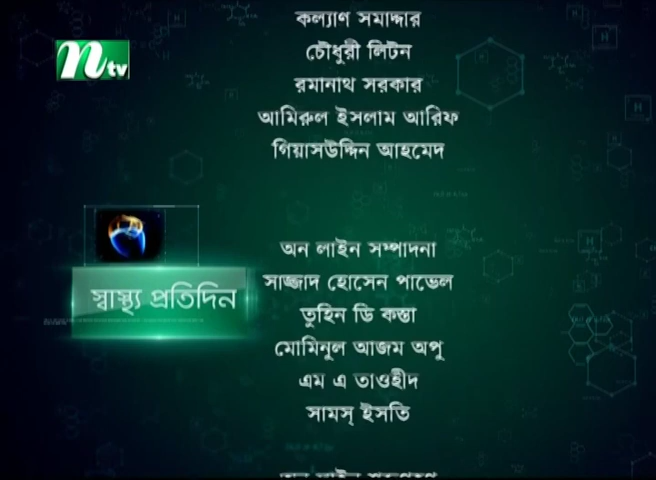 ntv
কল্যাণ সমাদ্দার
চৌধুরী লিটন
রমানাথ সরকার
আমিরুল ইসলাম আরিফ
গিয়াসউদ্দিন আহমেদ
স্বাস্থ্য প্রতিদিন
অন লাইন সম্পাদনা
সাজ্জাদ হোসেন পাভেল
তুহিন ডি কস্তা
মোমিনুল আজম অপু
এম এ তাওহীদ
সামস্ ইসতি